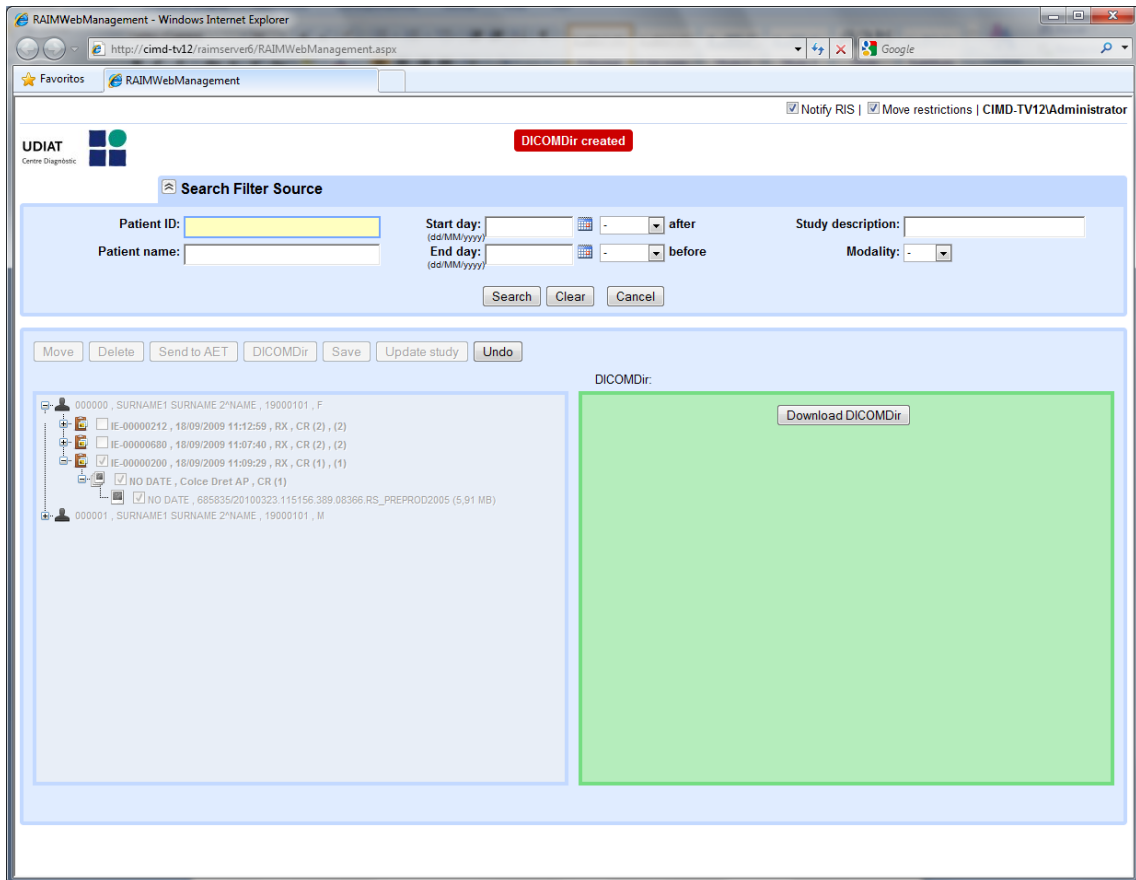 RAIMWebManagement - Windows Internet Explorer
http://cimd-tv12/raimserver6/RAIMWebManagement.aspx
Google
Favoritos
RAIMWebManagement
Notify RIS | Move restrictions | CIMD-TV12\Administrator
UDIAT
Centre Diagnòstic
DICOMDir created
Search Filter Source
Patient ID: Start day: - after Study description:
(dd/MM/yyyy)
Patient name: End day: - before Modality: -
(dd/MM/yyyy)
Search Clear Cancel
Move Delete Send to AET DICOMDir Save Update study Undo
DICOMDir:
000000 , SURNAME1 SURNAME 2^NAME , 19000101 , F
Download DICOMDir
IE-00000212 , 18/09/2009 11:12:59 , RX , CR (2) , (2)
IE-00000680 , 18/09/2009 11:07:40 , RX , CR (2) , (2)
IE-00000200 , 18/09/2009 11:09:29 , RX , CR (1) , (1)
NO DATE , Colce Dret AP , CR (1)
NO DATE , 685835/20100323.115156.389.08366.RS_PREPROD2005 (5,91 MB)
000001 , SURNAME1 SURNAME 2^NAME , 19000101 , M